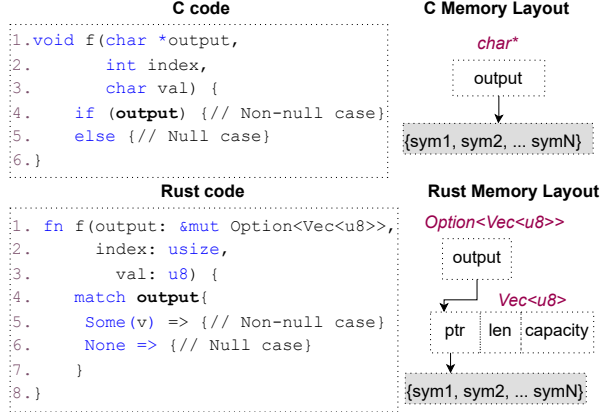 C code
1.void f(char *output,
2. int index,
3. char val) {
4. if (output) {// Non-null case}
5. else {// Null case}
6.}
C Memory Layout
char*
output
{sym1, sym2, ... symN}
Rust code
1. fn f(output: &mut Option<Vec<u8>>,
2. index: usize,
3. val: u8) {
4. match output{
5. Some(v) => {// Non-null case}
6. None => {// Null case}
7. }
8.}
Rust Memory Layout
Option<Vec<u8>>
output
Vec<u8>
ptr len capacity
{sym1, sym2, ... symN}